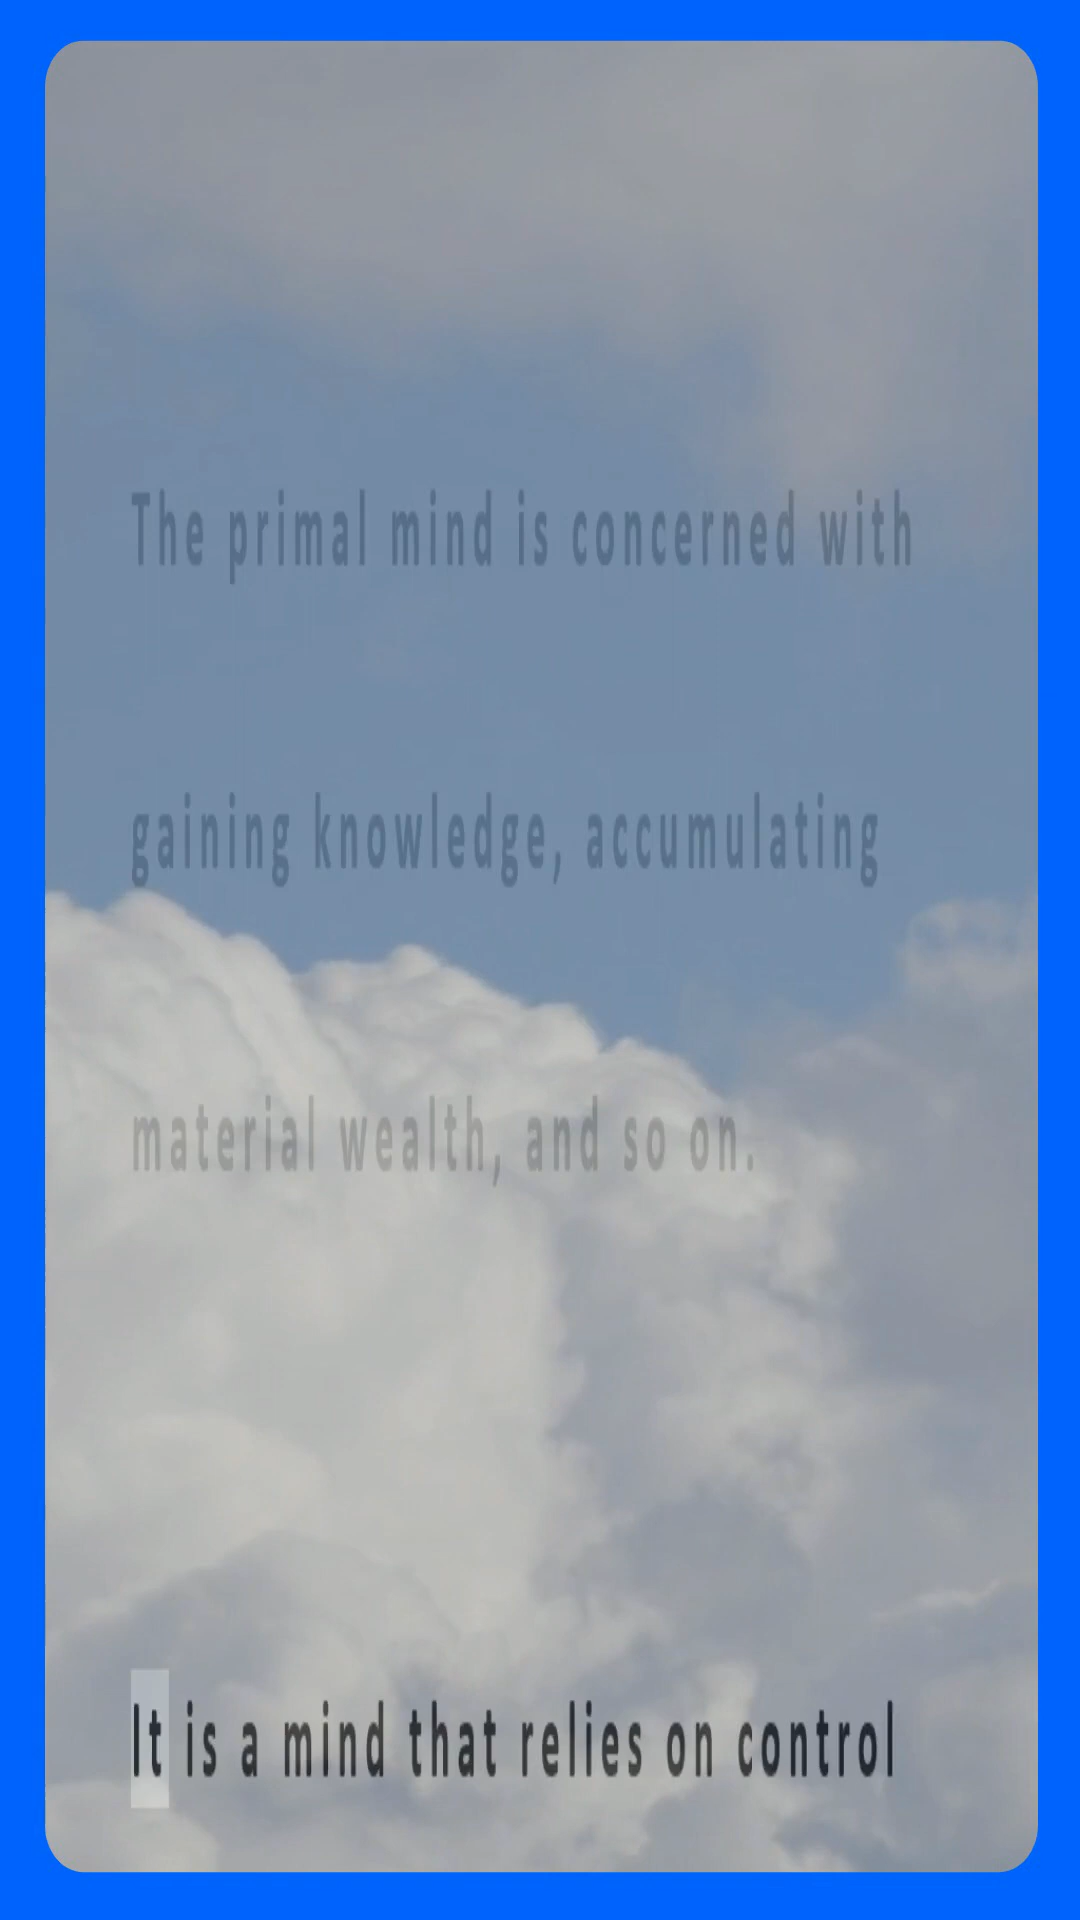 The primal mind is concerned with
gaining knowledge, accumulating
material wealth, and so on.
It is a mind that relies on control